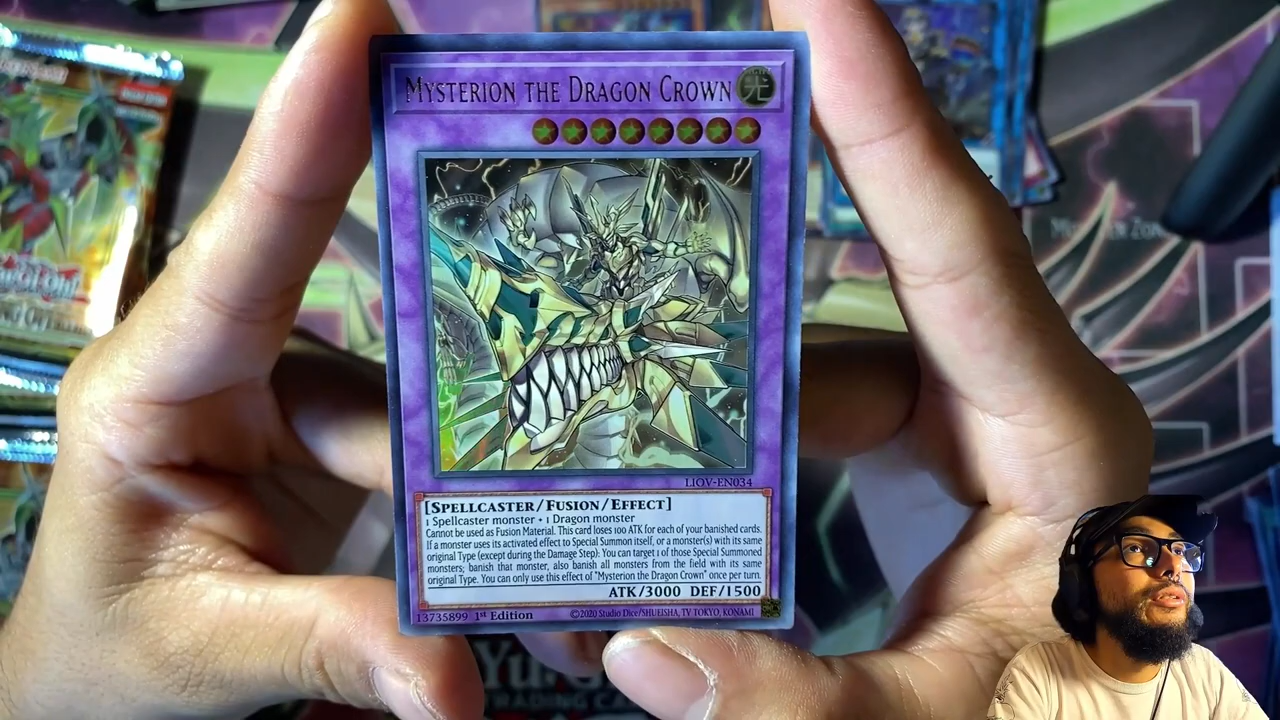 MYSTERION THE DRAGON CROWN
光
LIOV-EN034
[SPELLCASTER/FUSION/EFFECT]
1 Spellcaster monster + 1 Dragon monster
Cannot be used as Fusion Material. This card loses 100 ATK for each of your banished cards.
If a monster uses its activated effect to Special Summon itself, or a monster(s) with its same
original Type (except during the Damage Step): You can target 1 of those Special Summoned
monsters; banish that monster, also banish all monsters from the field with its same
original Type. You can only use this effect of "Mysterion the Dragon Crown" once per turn.
ATK/3000 DEF/1500
13735899 1st Edition ©2020 Studio Dice/SHUEISHA, TV TOKYO, KONAMI